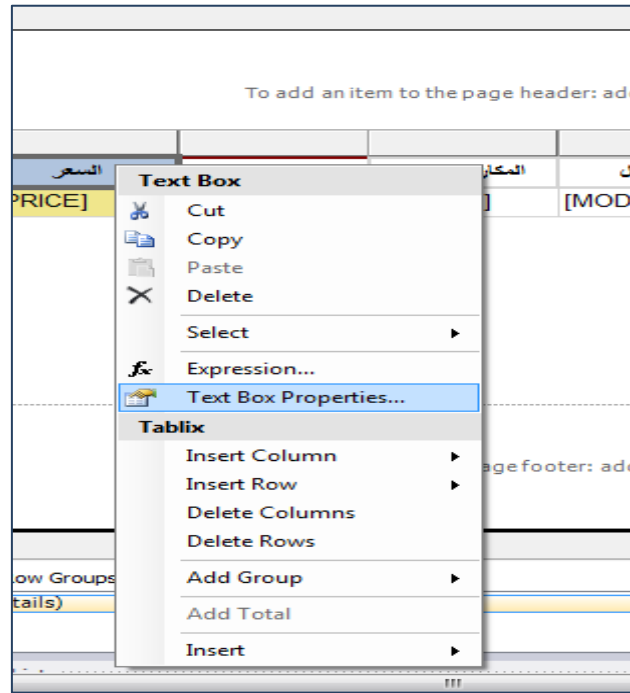 To add an item to the page header: ad
السعر
المكا
ل
PRICE]
]
[MOD
Text Box
Cut
Copy
Paste
Delete
Select
fx Expression...
Text Box Properties...
Tablix
Insert Column
Insert Row
Delete Columns
Delete Rows
Add Group
Add Total
Insert
age footer: ad
ow Groups
tails)